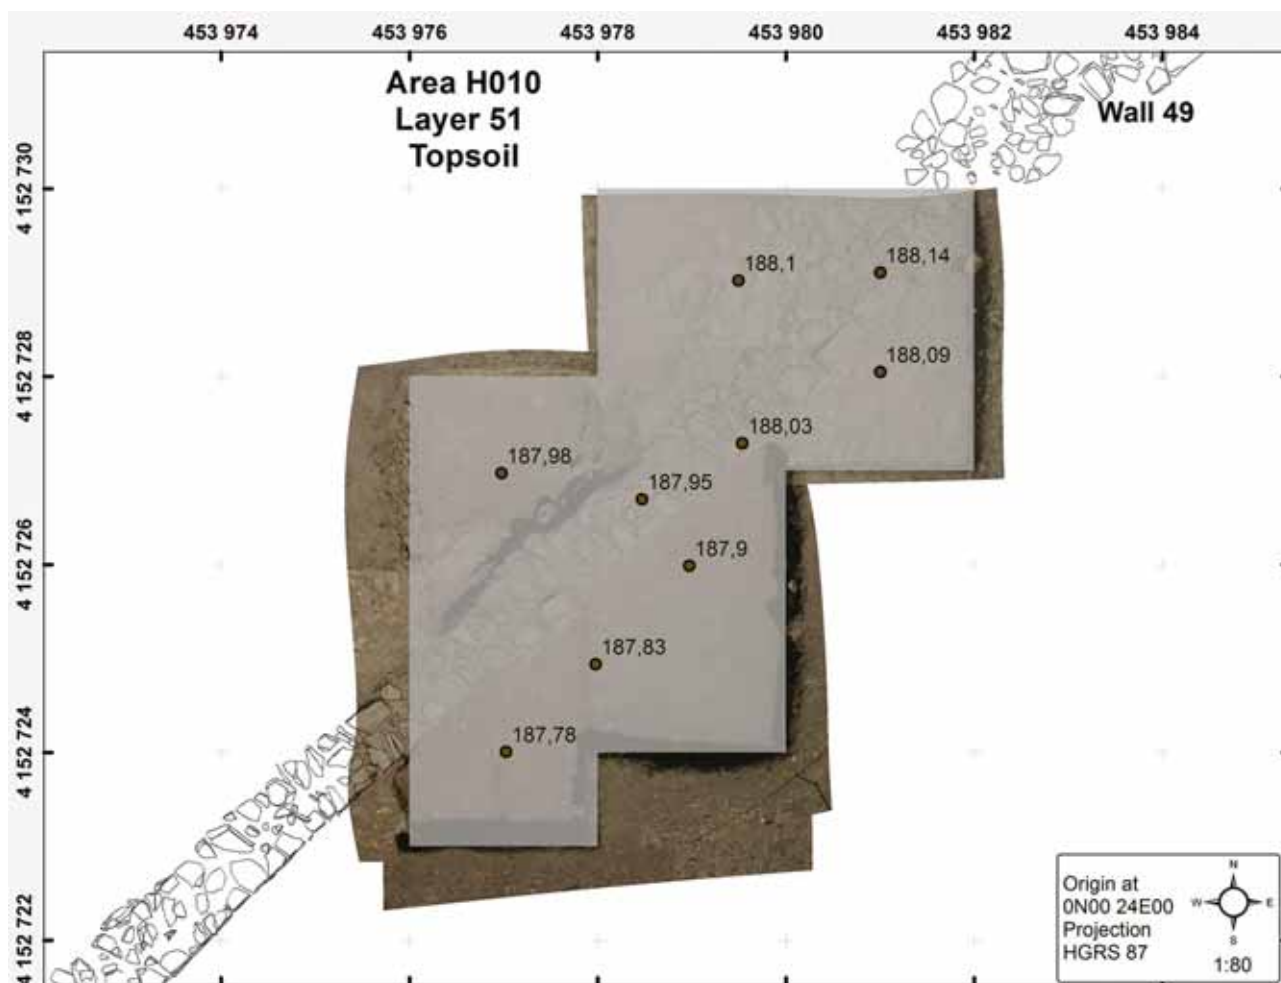 453 974
453 976
453 978
453 980
453 982
453 984
Area H010
Layer 51
Topsoil
Wall 49
4 152 730
4 152 728
4 152 726
4 152 724
4 152 722
188,1
188,14
188,09
188,03
187,98
187,95
187,9
187,83
187,78
Origin at
0N00 24E00
Projection
HGRS 87
N
W
E
S
1:80